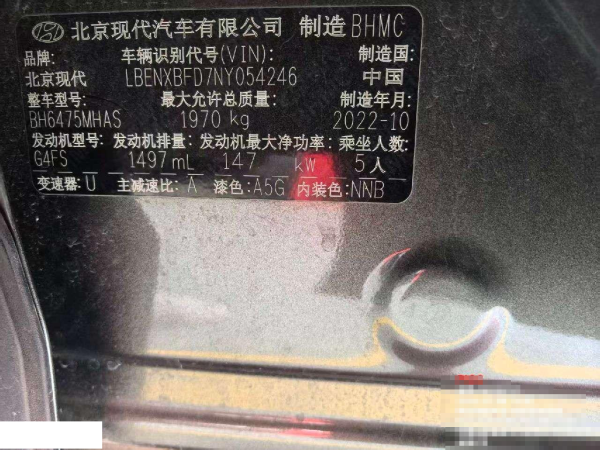 北京现代汽车有限公司 制造 BHMC
品牌: 车辆识别代号(VIN): 制造国:
北京现代 LBENXBFD7NY054246 中国
整车型号: 最大允许总质量: 制造年月:
BH6475MHAS 1970 kg 2022-10
发动机型号: 发动机排量: 发动机最大净功率: 乘坐人数:
G4FS 1497 mL 147 kW 5人
变速器: U 主减速比: A 漆色: A5G 内装色: NNB